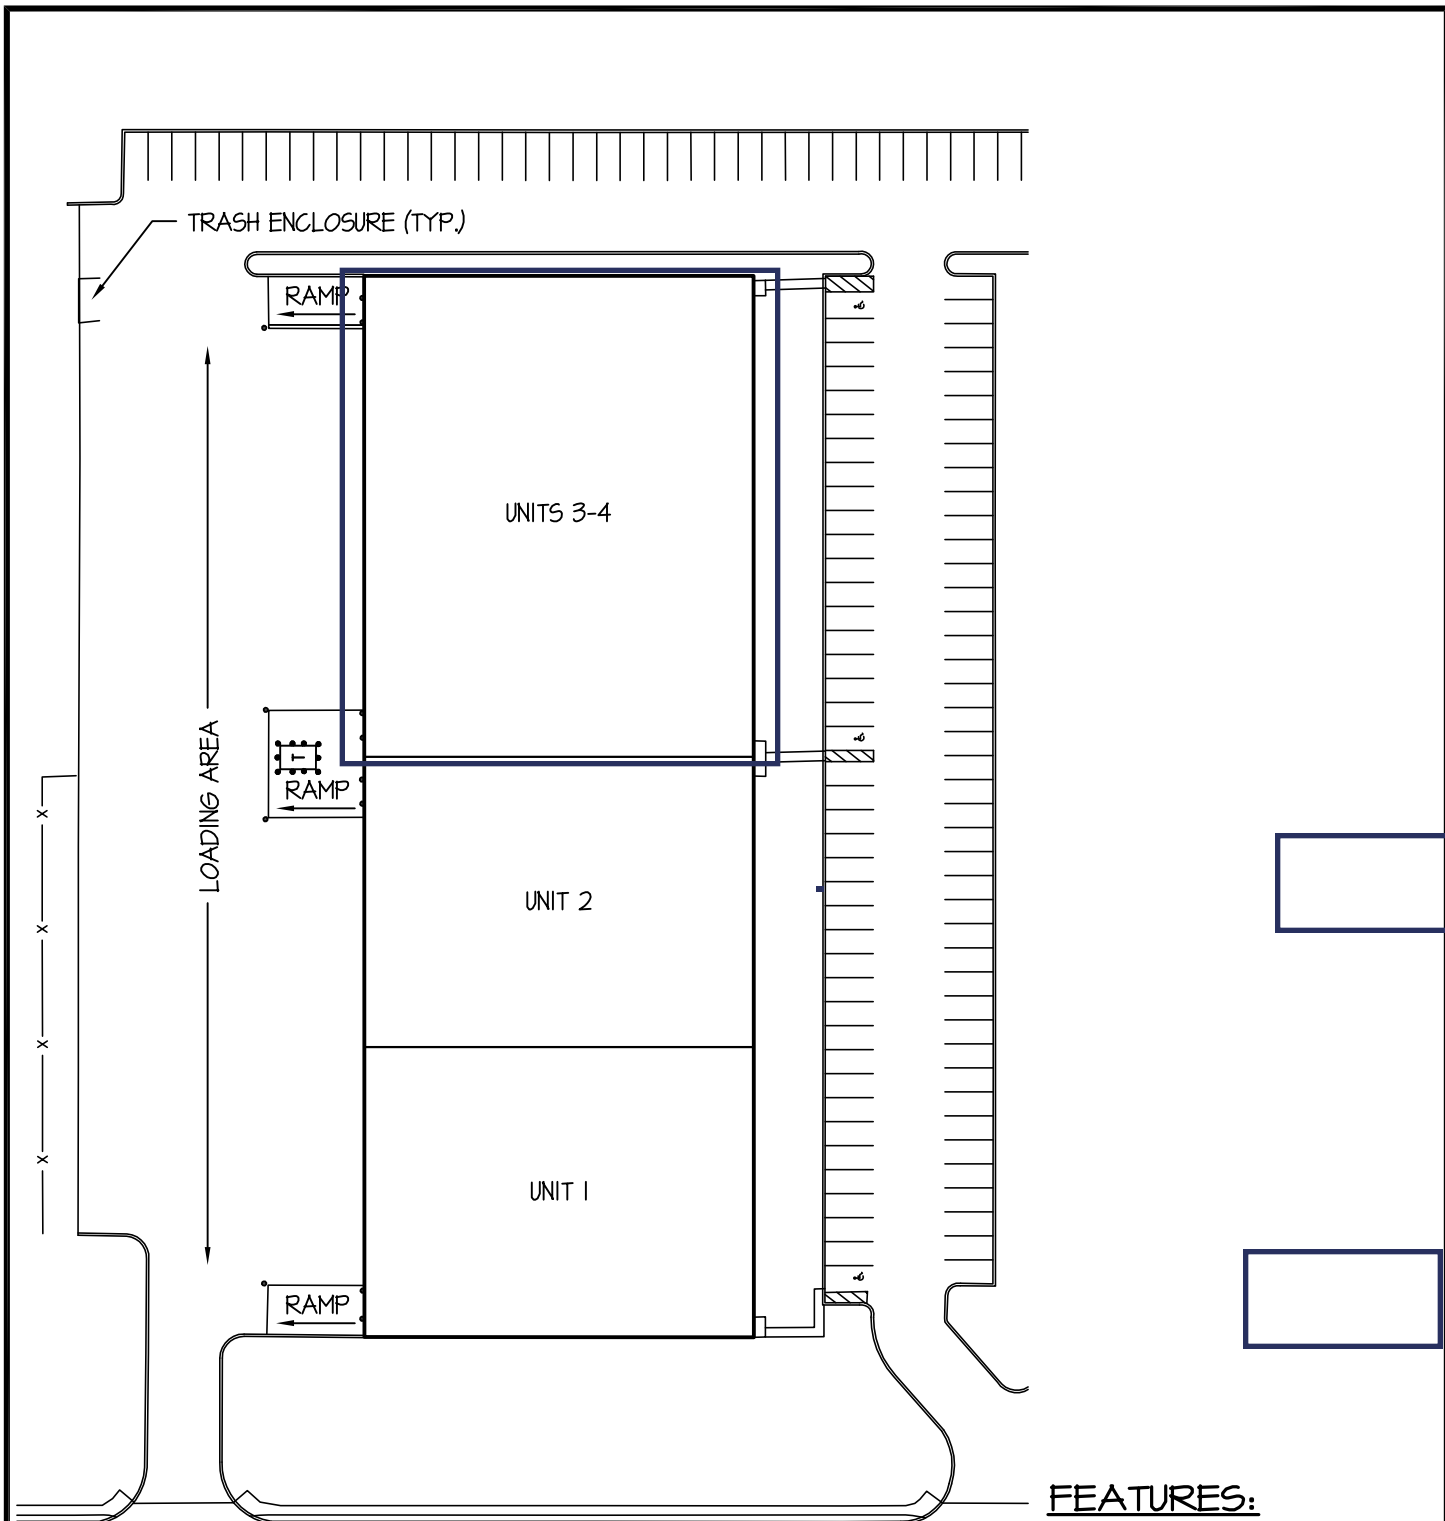 TRASH ENCLOSURE (TYP.)
RAMP
UNITS 3-4
LOADING AREA
T
RAMP
X
X
UNIT 2
X
X
UNIT 1
RAMP
FEATURES: